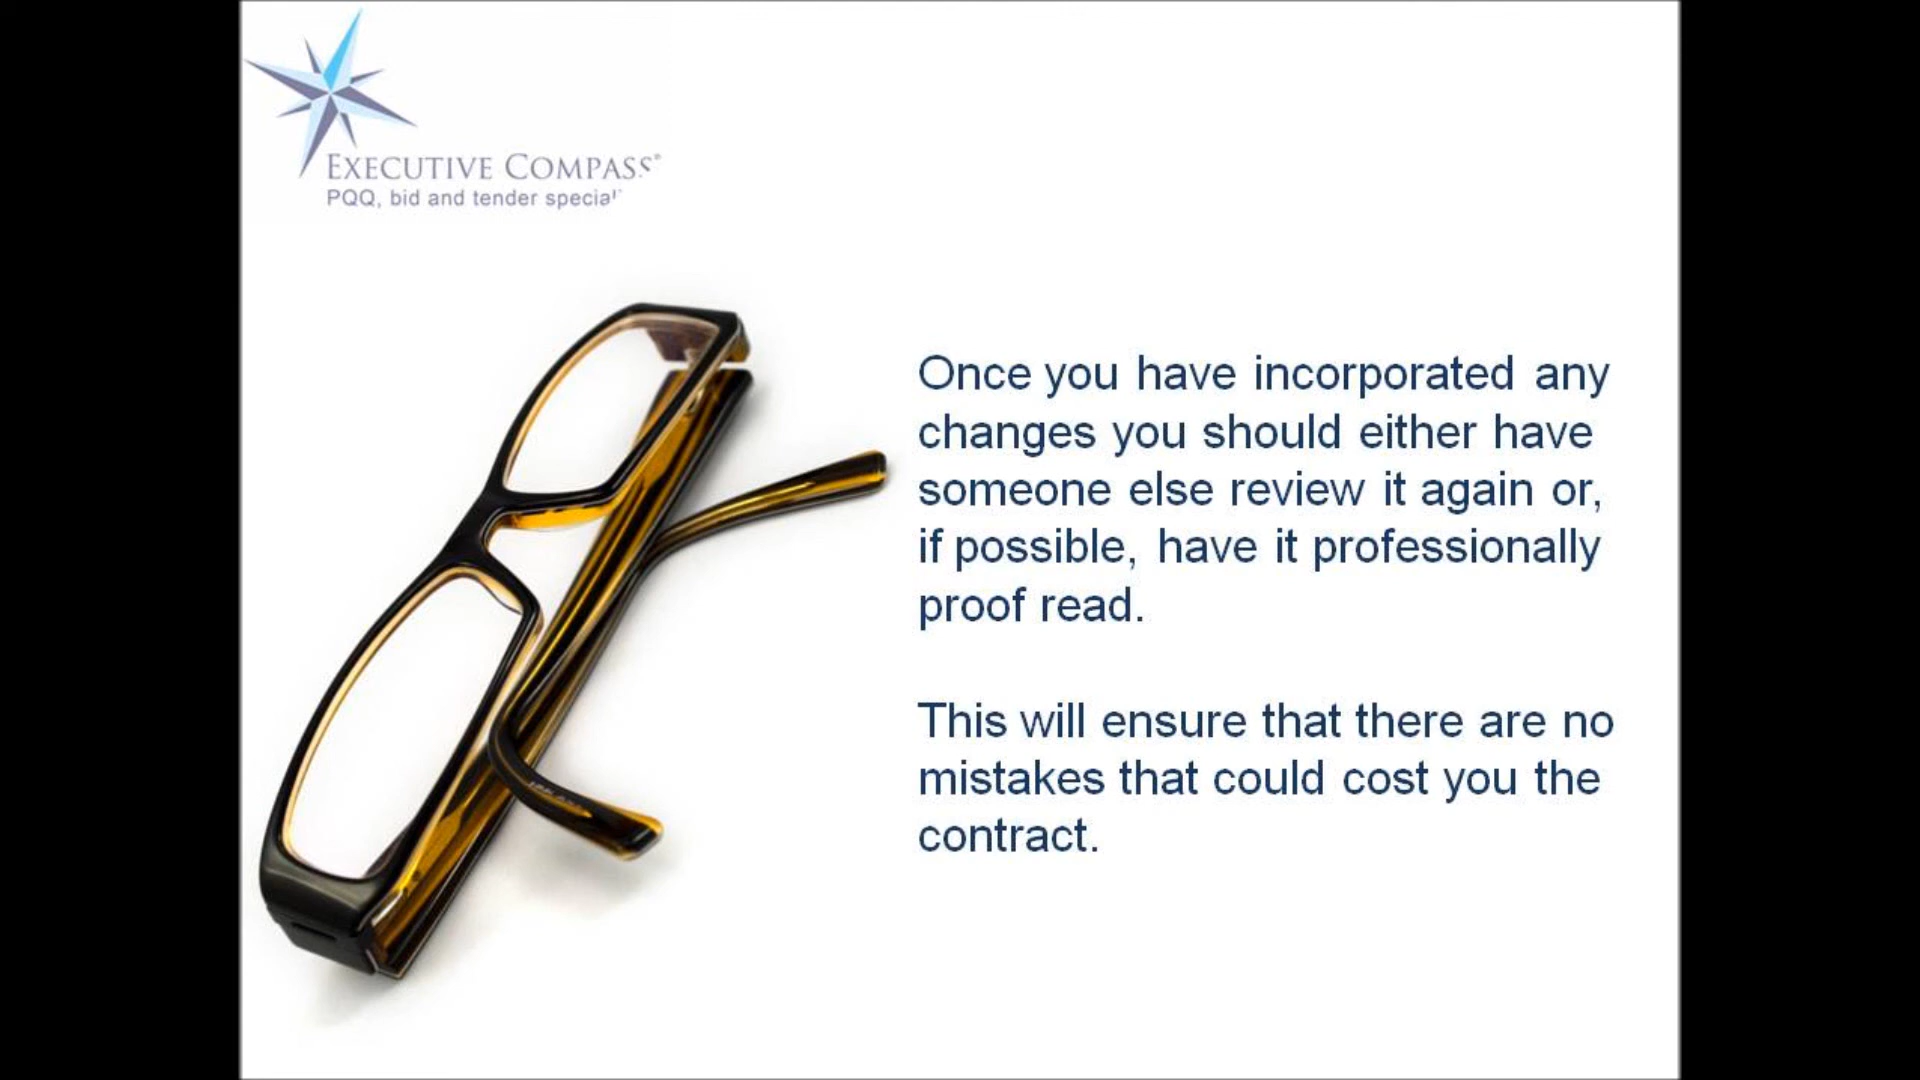 EXECUTIVE COMPASS®
PQQ, bid and tender
Once you have incorporated any
changes you should either have
someone else review it again or,
if possible, have it professionally
proof read.
This will ensure that there are no
mistakes that could cost you the
contract.